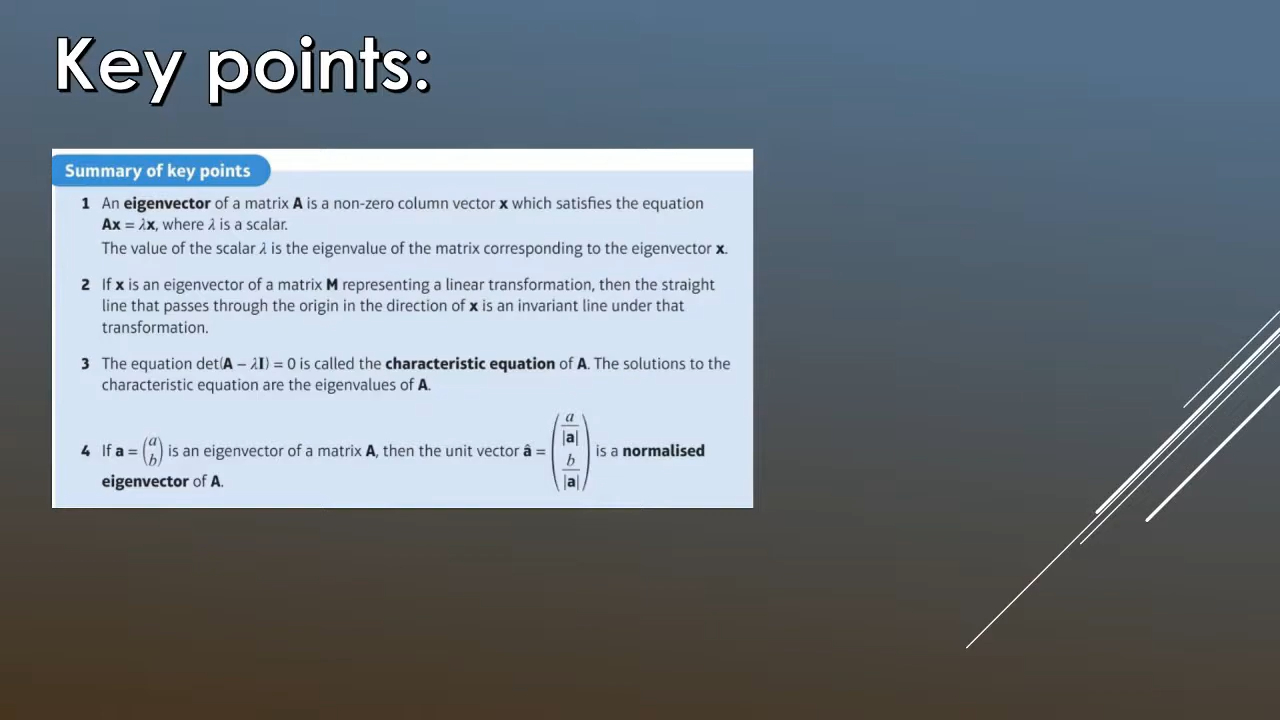 Key points:
Summary of key points
1 An eigenvector of a matrix A is a non-zero column vector x which satisfies the equation
Ax = λx, where λ is a scalar.
The value of the scalar λ is the eigenvalue of the matrix corresponding to the eigenvector x.
2 If x is an eigenvector of a matrix M representing a linear transformation, then the straight
line that passes through the origin in the direction of x is an invariant line under that
transformation.
3 The equation det(A − λI) = 0 is called the characteristic equation of A. The solutions to the
characteristic equation are the eigenvalues of A.
4 If a = (a b) is an eigenvector of a matrix A, then the unit vector â = (a/|a| b/|a|) is a normalised
eigenvector of A.